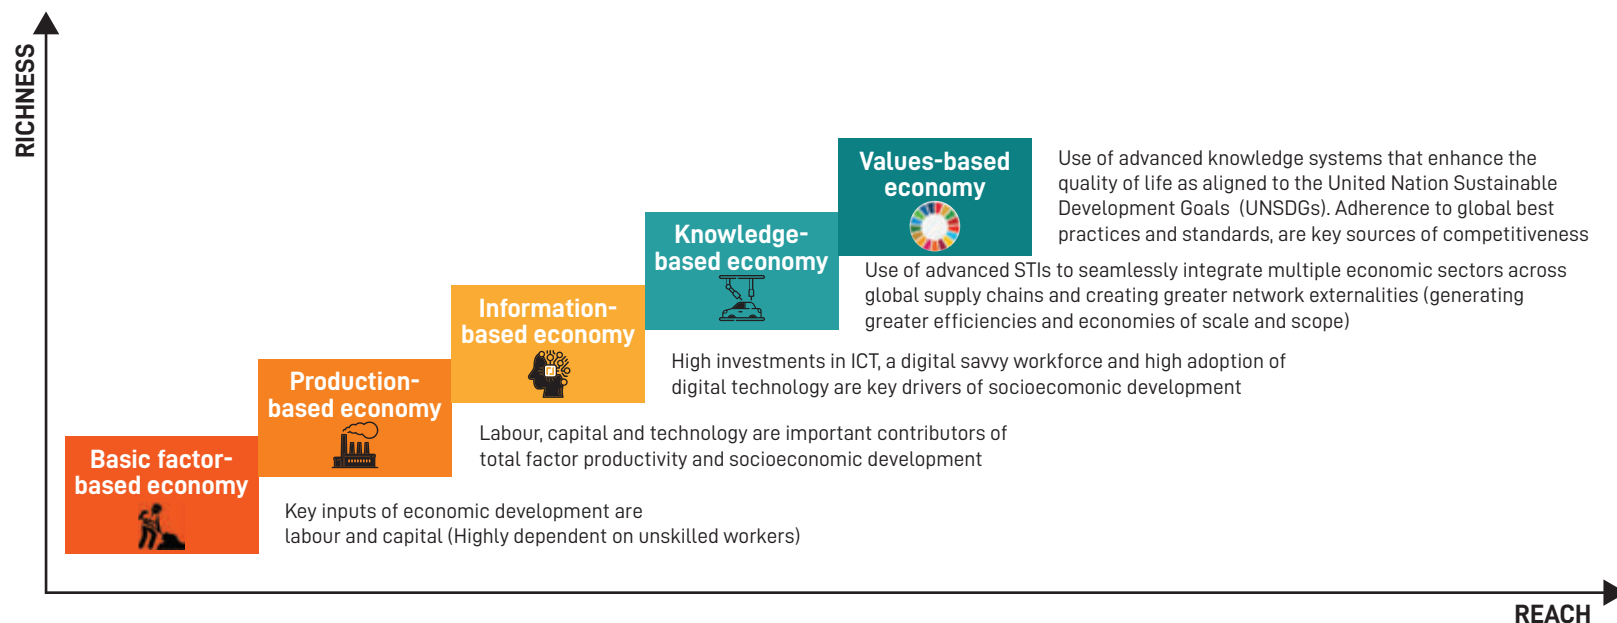 RICHNESS
Values-based
economy
Use of advanced knowledge systems that enhance the
quality of life as aligned to the United Nation Sustainable
Development Goals (UNSDGs). Adherence to global best
practices and standards, are key sources of competitiveness
Knowledge-
based economy
Use of advanced STIs to seamlessly integrate multiple economic sectors across
global supply chains and creating greater network externalities (generating
greater efficiencies and economies of scale and scope)
Information-
based economy
High investments in ICT, a digital savvy workforce and high adoption of
digital technology are key drivers of socioecomonic development
Production-
based economy
Labour, capital and technology are important contributors of
total factor productivity and socioeconomic development
Basic factor-
based economy
Key inputs of economic development are
labour and capital (Highly dependent on unskilled workers)
REACH